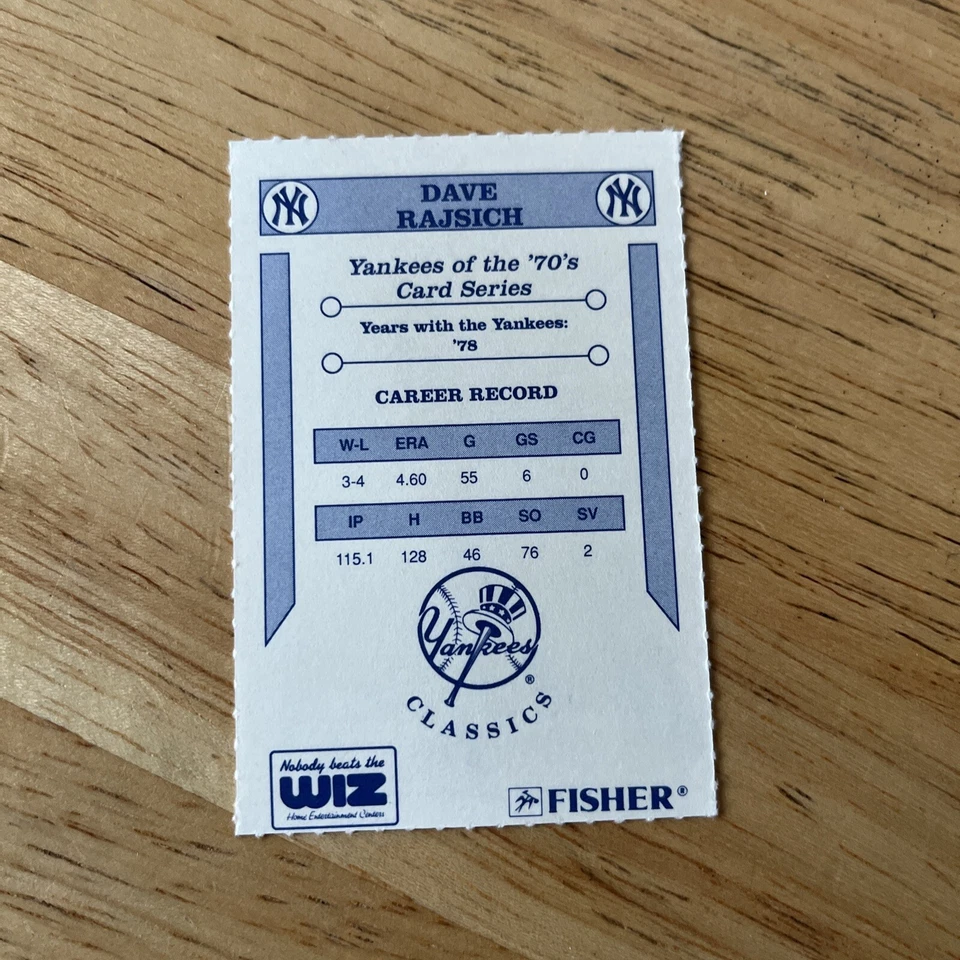 NY DAVE NY
RAJSICH
Yankees of the '70's
Card Series
Years with the Yankees:
'78
CAREER RECORD
W-L ERA G GS CG
3-4 4.60 55 6 0
IP H BB SO SV
115.1 128 46 76 2
Yankees®
CLASSICS
Nobody beats the
WIZ
Home Entertainment Centers
FISHER®